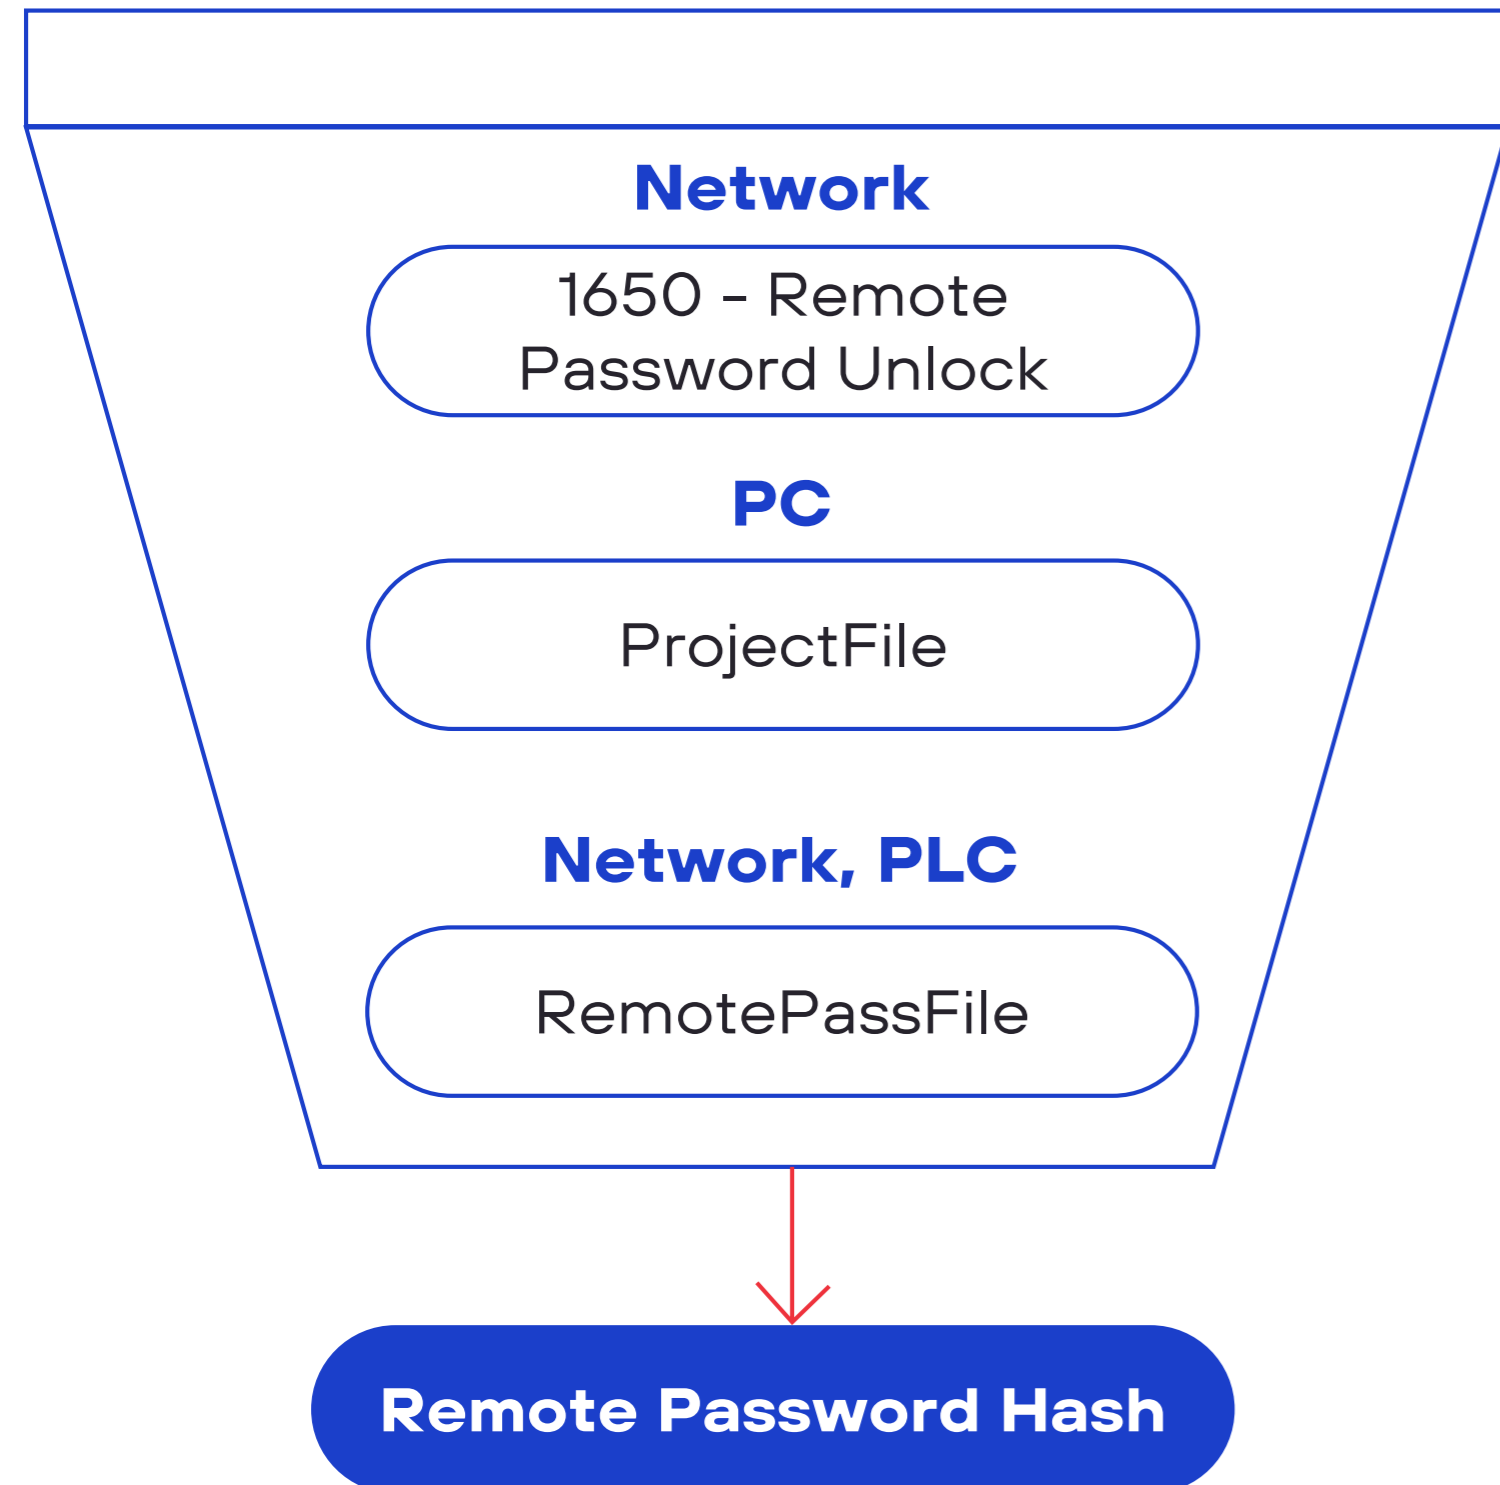 Network
1650 - Remote
Password Unlock
PC
ProjectFile
Network, PLC
RemotePassFile
Remote Password Hash